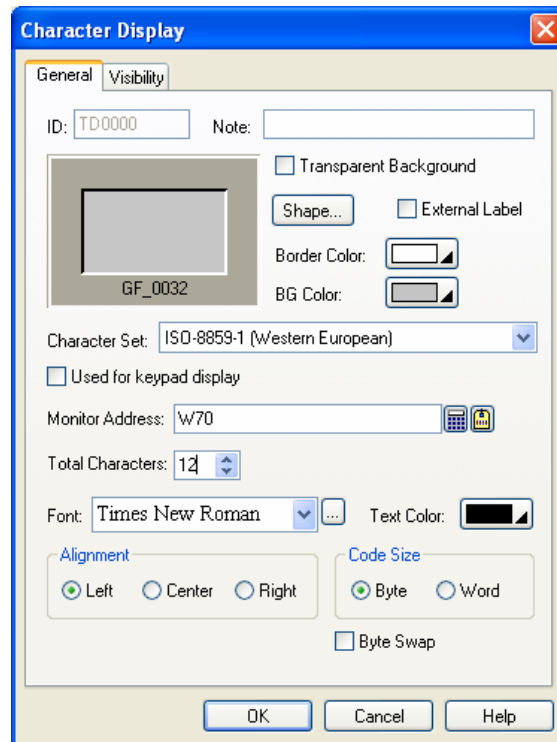 Character Display
General Visibility
ID: TD0000 Note:
Transparent Background
Shape... External Label
Border Color:
GF_0032 BG Color:
Character Set: ISO-8859-1 (Western European)
Used for keypad display
Monitor Address: W70
Total Characters: 12
Font: Times New Roman ... Text Color:
Alignment Code Size
Left Center Right Byte Word
Byte Swap
OK Cancel Help